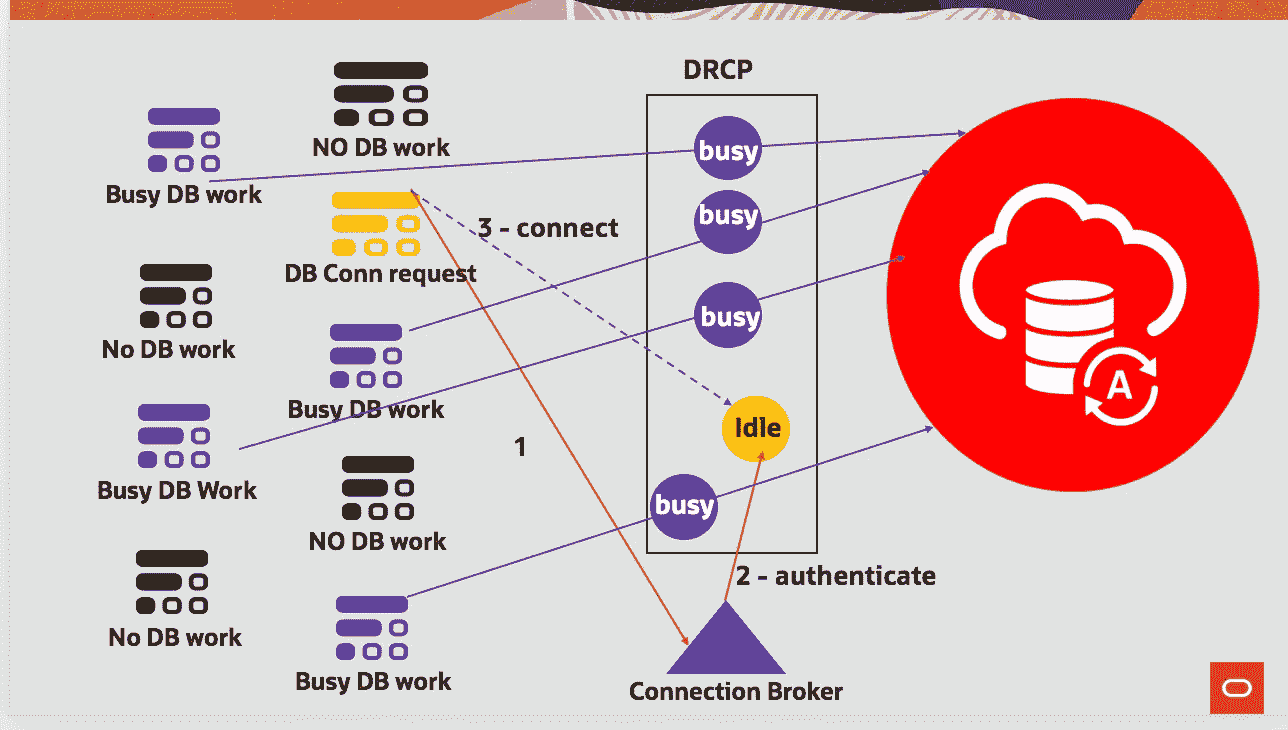 DRCP
NO DB work
Busy DB work
busy
busy
3 - connect
DB Conn request
No DB work
busy
Busy DB work
Idle
A
1
Busy DB Work
busy
NO DB work
2 - authenticate
No DB work
Busy DB work
Connection Broker